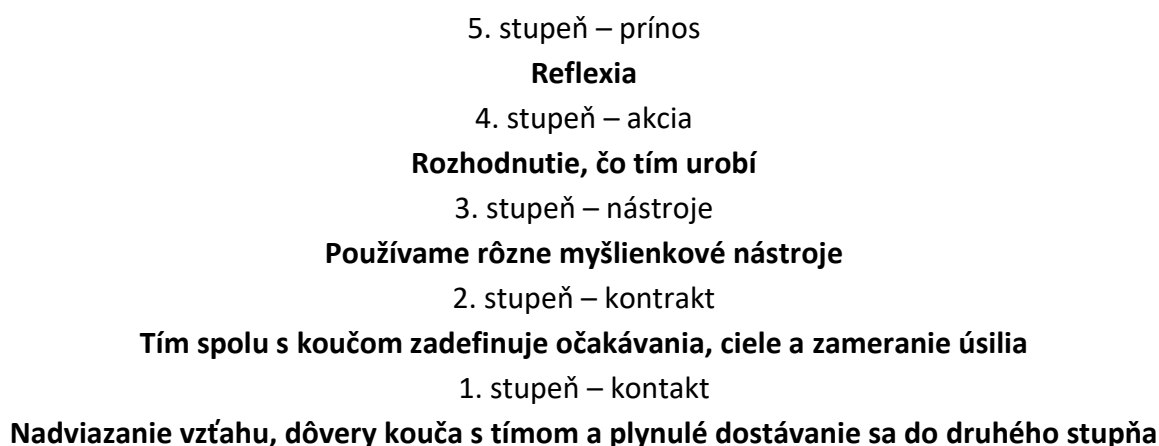 5. stupeň – prínos
Reflexia
4. stupeň – akcia
Rozhodnutie, čo tím urobí
3. stupeň – nástroje
Používame rôzne myšlienkové nástroje
2. stupeň – kontrakt
Tím spolu s koučom zadefinuje očakávania, ciele a zameranie úsilia
1. stupeň – kontakt
Nadviazanie vzťahu, dôvery kouča s tímom a plynulé dostávanie sa do druhého stupňa